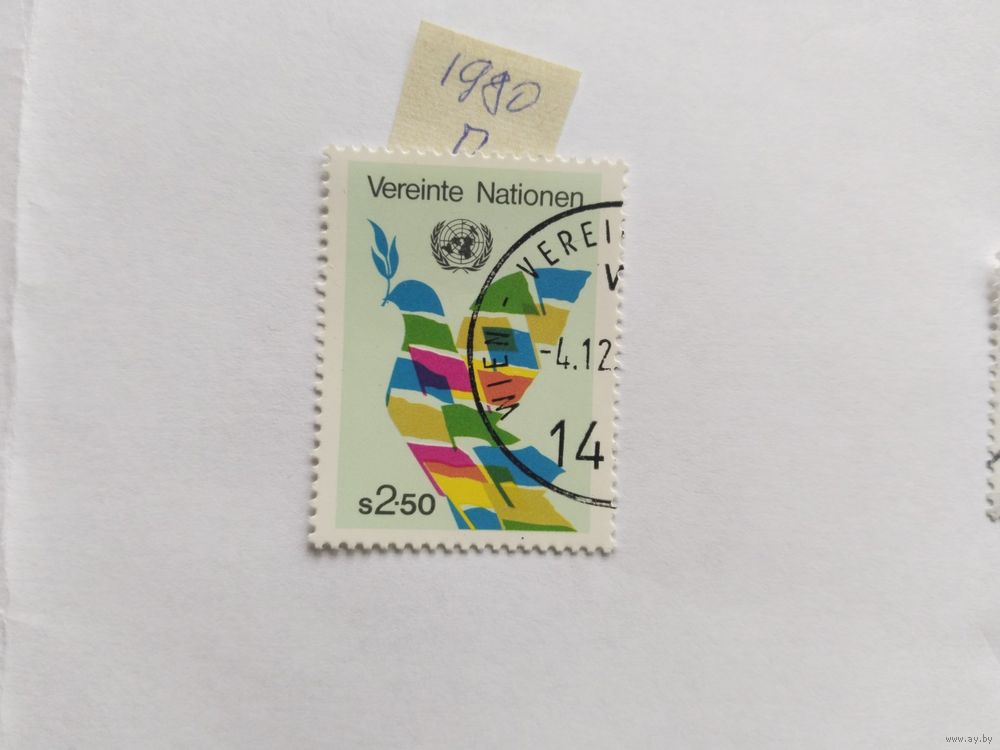 1980
П
Vereinte Nationen
WIEN - VEREI
-4.12.
14
s2·50
www.ay.by